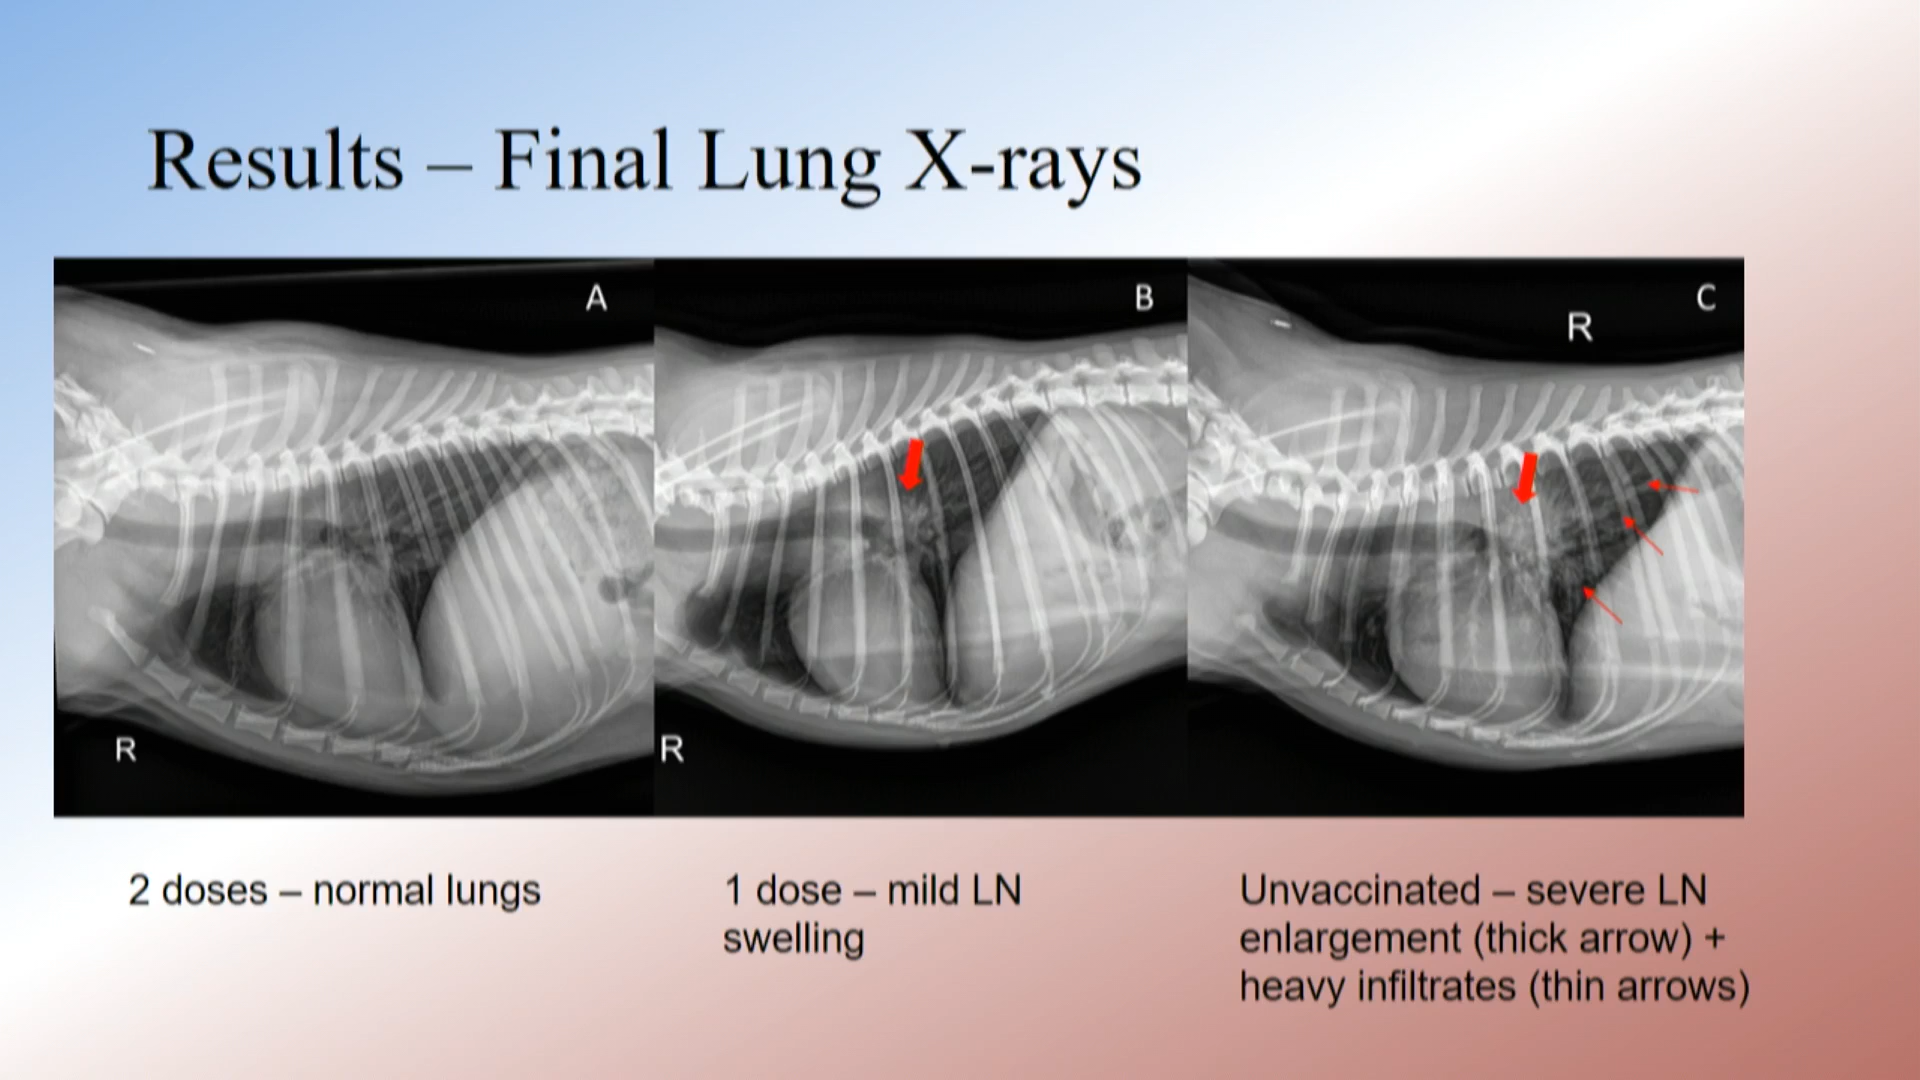 Results – Final Lung X-rays
A
B
C
R
R
R
2 doses – normal lungs
1 dose – mild LN
swelling
Unvaccinated – severe LN
enlargement (thick arrow) +
heavy infiltrates (thin arrows)